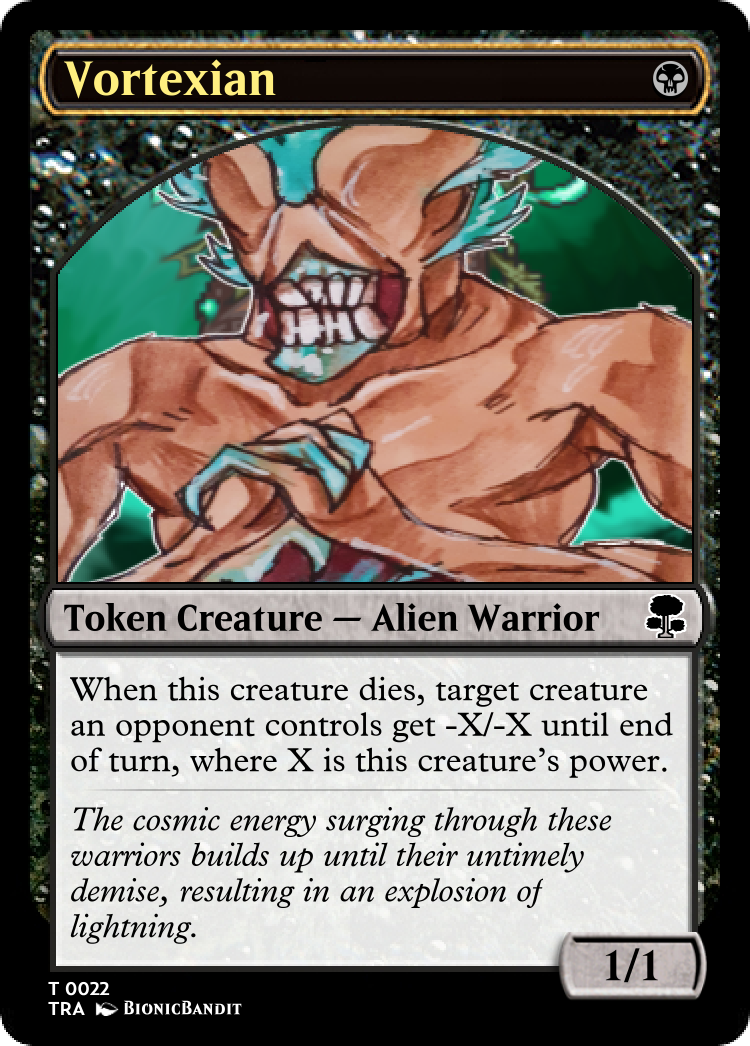 Vortexian
Token Creature — Alien Warrior
When this creature dies, target creature
an opponent controls get -X/-X until end
of turn, where X is this creature's power.
The cosmic energy surging through these
warriors builds up until their untimely
demise, resulting in an explosion of
lightning.
1/1
T 0022
TRA BionicBandit